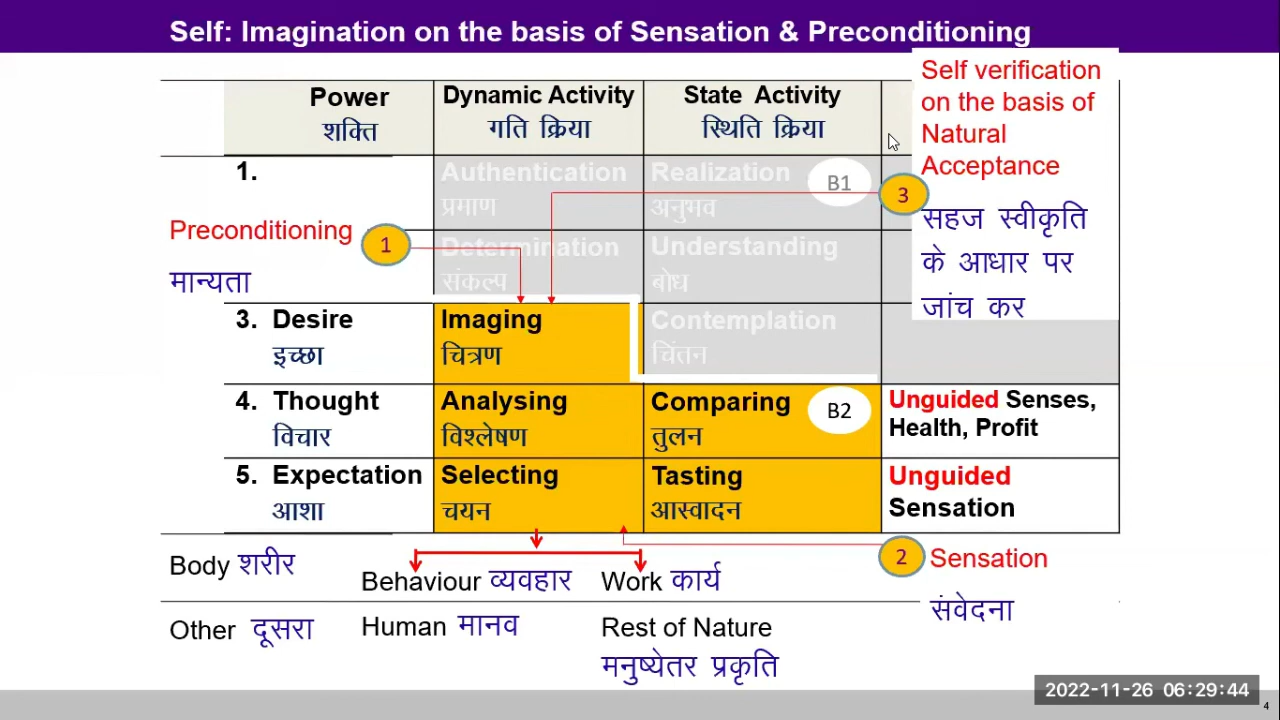 Self: Imagination on the basis of Sensation & Preconditioning
Power
शक्ति
Dynamic Activity
गति क्रिया
State Activity
स्थिति क्रिया
Self verification
on the basis of
Natural
Acceptance
सहज स्वीकृति
के आधार पर
जांच कर
3
1.
Authentication
प्रमाण
Realization
अनुभव
B1
Preconditioning
मान्यता
1
Determination
संकल्प
Understanding
बोध
3. Desire
इच्छा
Imaging
चित्रण
Contemplation
चिंतन
4. Thought
विचार
Analysing
विश्लेषण
Comparing
तुलन
B2
Unguided Senses,
Health, Profit
5. Expectation
आशा
Selecting
चयन
Tasting
आस्वादन
Unguided
Sensation
Body शरीर
Behaviour व्यवहार
Work कार्य
2
Sensation
संवेदना
Other दूसरा
Human मानव
Rest of Nature
मनुष्येतर प्रकृति
2022-11-26 06:29:44
4